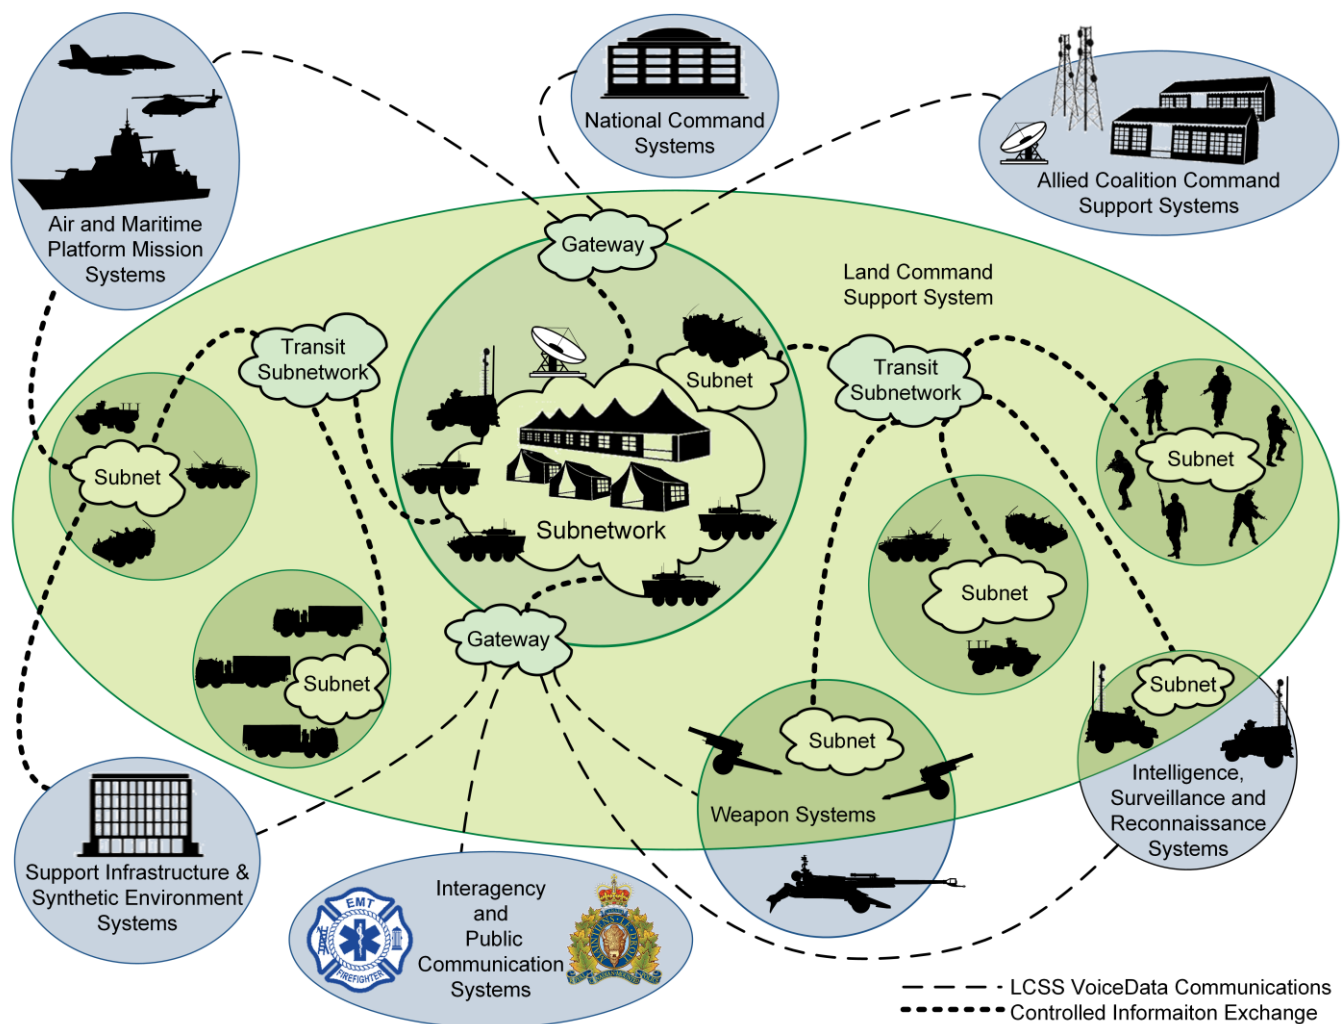 National Command
Systems
Allied Coalition Command
Support Systems
Air and Maritime
Platform Mission
Systems
Gateway
Land Command
Support System
Transit
Subnetwork
Subnet
Transit
Subnetwork
Subnet
Subnet
Subnetwork
Subnet
Gateway
Subnet
Subnet
Subnet
Weapon Systems
Intelligence,
Surveillance and
Reconnaissance
Systems
Support Infrastructure &
Synthetic Environment
Systems
EMT
FIREFIGHTER
Interagency
and
Public
Communication
Systems
LCSS VoiceData Communications
Controlled Informaiton Exchange